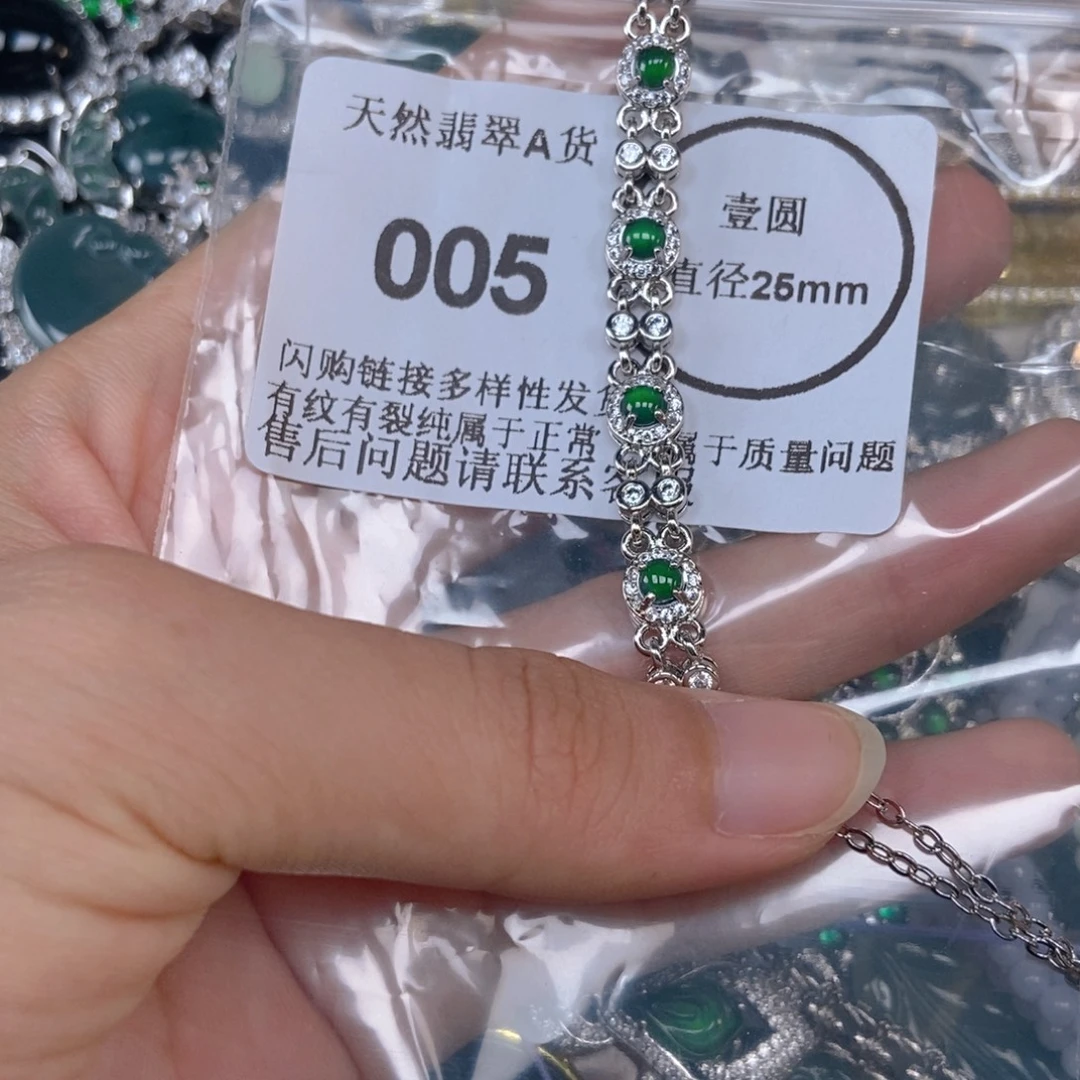 天然翡翠A货
005
壹圆
直径25mm
闪购链接多样性发货
有纹有裂纯属于正常 属于质量问题
售后问题请联系客服